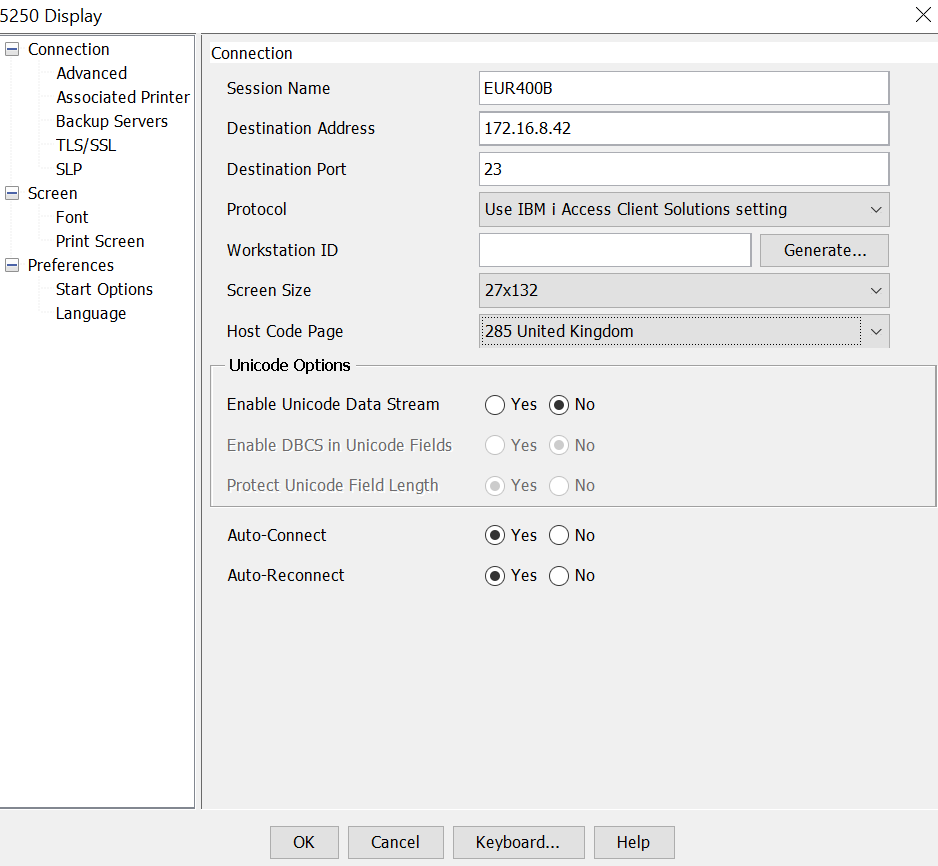 5250 Display
Connection
Advanced
Associated Printer
Backup Servers
TLS/SSL
SLP
Screen
Font
Print Screen
Preferences
Start Options
Language
Connection
Session Name EUR400B
Destination Address 172.16.8.42
Destination Port 23
Protocol Use IBM i Access Client Solutions setting
Workstation ID Generate...
Screen Size 27x132
Host Code Page 285 United Kingdom
Unicode Options
Enable Unicode Data Stream Yes No
Enable DBCS in Unicode Fields Yes No
Protect Unicode Field Length Yes No
Auto-Connect Yes No
Auto-Reconnect Yes No
OK Cancel Keyboard... Help